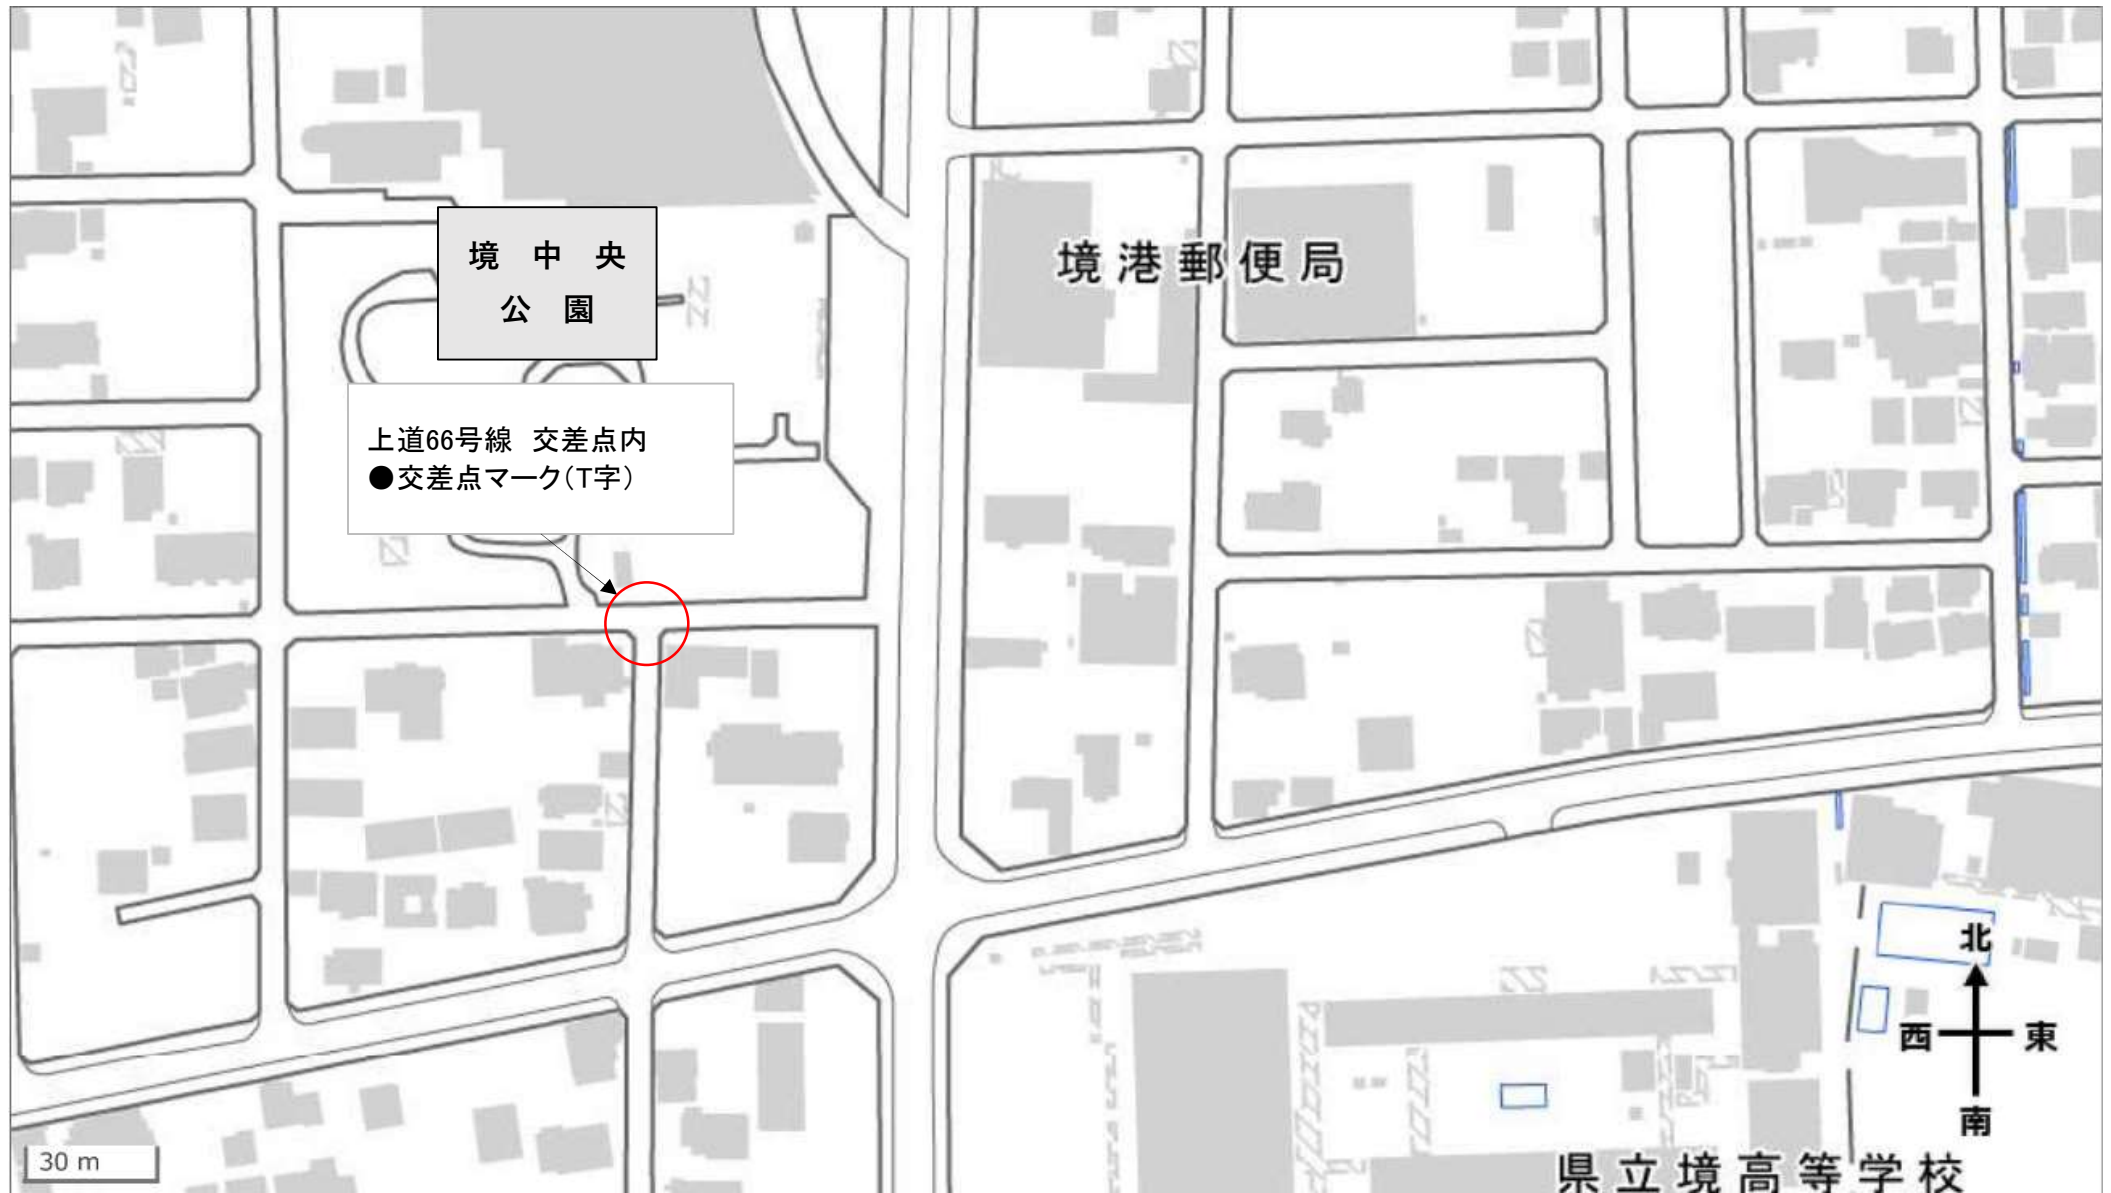 境中央
公園
境港郵便局
上道66号線　交差点内
●交差点マーク(T字)
北
西 東
南
30 m
県立境高等学校